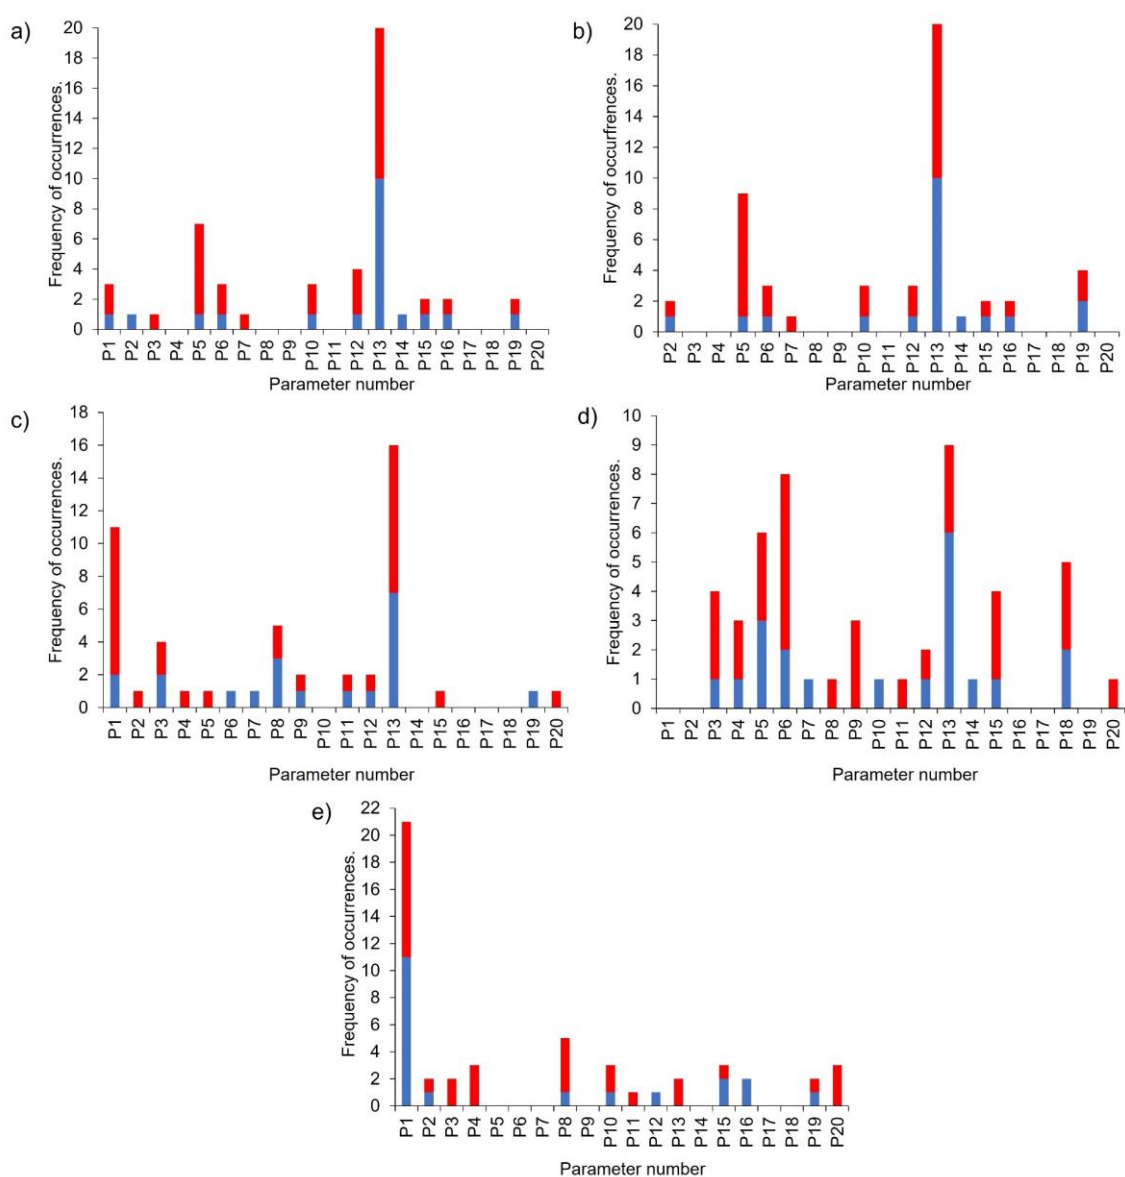 a)
Frequency of occurrences.
20
18
16
14
12
10
8
6
4
2
0
P1 P2 P3 P4 P5 P6 P7 P8 P9 P10 P11 P12 P13 P14 P15 P16 P17 P18 P19 P20
Parameter number
b)
Frequency of occurfrences.
20
18
16
14
12
10
8
6
4
2
0
P2 P3 P4 P5 P6 P7 P8 P9 P10 P11 P12 P13 P14 P15 P16 P17 P18 P19 P20
Parameter number
c)
Frequency of occurrences.
18
16
14
12
10
8
6
4
2
0
P1 P2 P3 P4 P5 P6 P7 P8 P9 P10 P11 P12 P13 P14 P15 P16 P17 P18 P19 P20
Parameter number
d)
Frequency of occurrences.
10
9
8
7
6
5
4
3
2
1
0
P1 P2 P3 P4 P5 P6 P7 P8 P9 P10 P11 P12 P13 P14 P15 P16 P17 P18 P19 P20
Parameter number
e)
Frequency of occurrences.
22
20
18
16
14
12
10
8
6
4
2
0
P1 P2 P3 P4 P5 P6 P7 P8 P9 P10 P11 P12 P13 P14 P15 P16 P17 P18 P19 P20
Parameter number